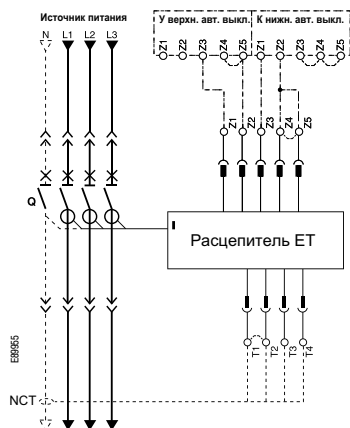 Источник питания
У верхн. авт. выкл.
К нижн. авт. выкл.
N L1 L2 L3
Z1 Z2 Z3 Z4 Z5 Z1 Z2 Z3 Z4 Z5
Z1 Z2 Z3 Z4 Z5
Q
Расцепитель ET
E89955
T1 T2 T3 T4
NCT